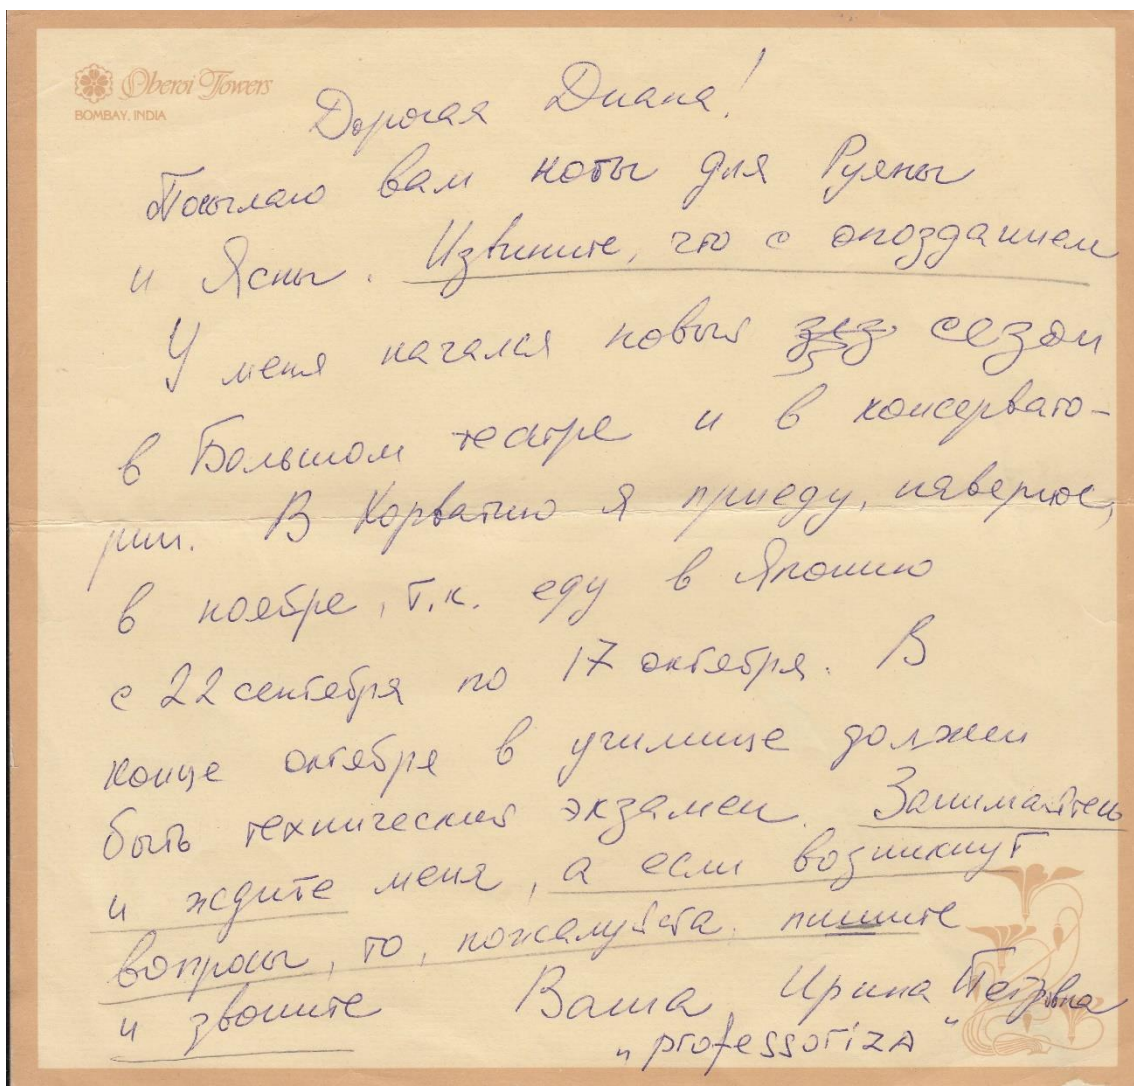 Oberoi Towers
BOMBAY, INDIA
Дорогая Диана!
Посылаю вам ноты для Руяны
и Ясны. Извините, что с опозданием
У меня начался новый сезон
в Большом театре и в консервато-
рии. В Хорватию я приеду, наверное,
в ноябре, т.к. еду в Японию
с 22 сентября по 17 октября. В
конце октября в училище должен
быть технический экзамен. Занимайтесь
и ждите меня, а если возникнут
вопросы, то, пожалуйста, пишите
и звоните Ваша Ирина Петровна
"professoriza"